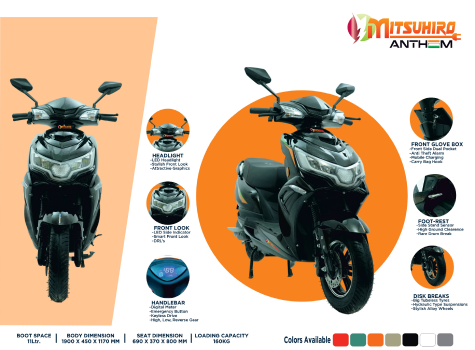 MITSUHIRO
ANTHEM
HEADLIGHT
-LED Headlight
-Stylish Front Look
-Attractive Graphics
FRONT LOOK
-LED Side Indicator
-Smart Front Look
-DRL's
HANDLEBAR
-Digital Meter
-Emergency Button
-Keyless Drive
-High, Low, Reverse Gear
FRONT GLOVE BOX
-Front Side Dual Pocket
-Anti Theft Alarm
-Mobile Charging
-Carry Bag Hook
FOOT-REST
-Side Stand Sensor
-High Ground Clearence
-Rare Drum Break
DISK BREAKS
-Big Tubeless Tyres
-Hydraulic Type Suspensions
-Stylish Alloy Wheels
BOOT SPACE | BODY DIMENSION | SEAT DIMENSION | LOADING CAPACITY
11Ltr. 1900 X 450 X 1170 MM 690 X 370 X 800 MM 160KG
Colors Available